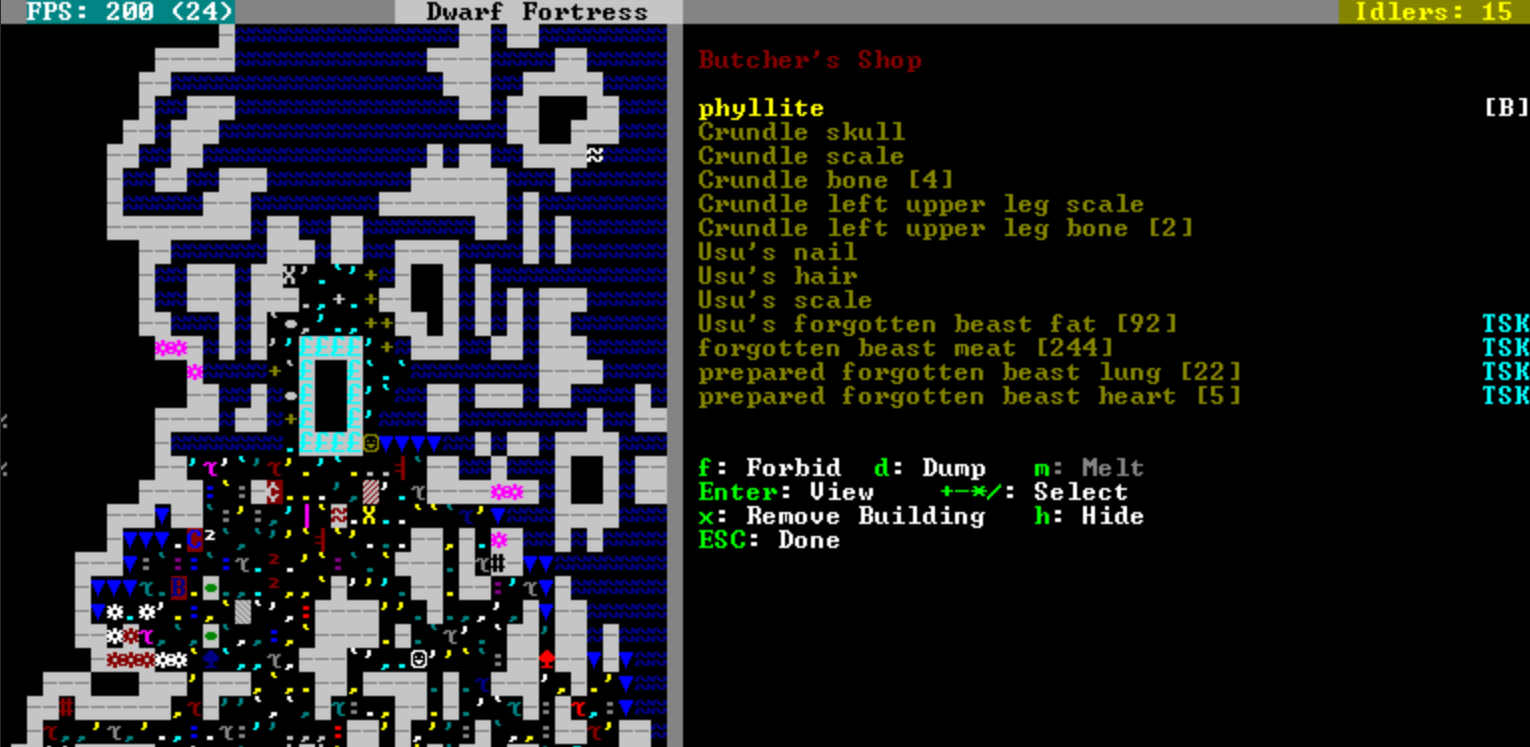 FPS: 200 (24) Dwarf Fortress Idlers: 15
Butcher's Shop
phyllite [B]
Crundle skull
Crundle scale
Crundle bone [4]
Crundle left upper leg scale
Crundle left upper leg bone [2]
Usu's nail
Usu's hair
Usu's scale
Usu's forgotten beast fat [92] TSK
forgotten beast meat [244] TSK
prepared forgotten beast lung [22] TSK
prepared forgotten beast heart [5] TSK
f: Forbid d: Dump m: Melt
Enter: View +-*/: Select
x: Remove Building h: Hide
ESC: Done